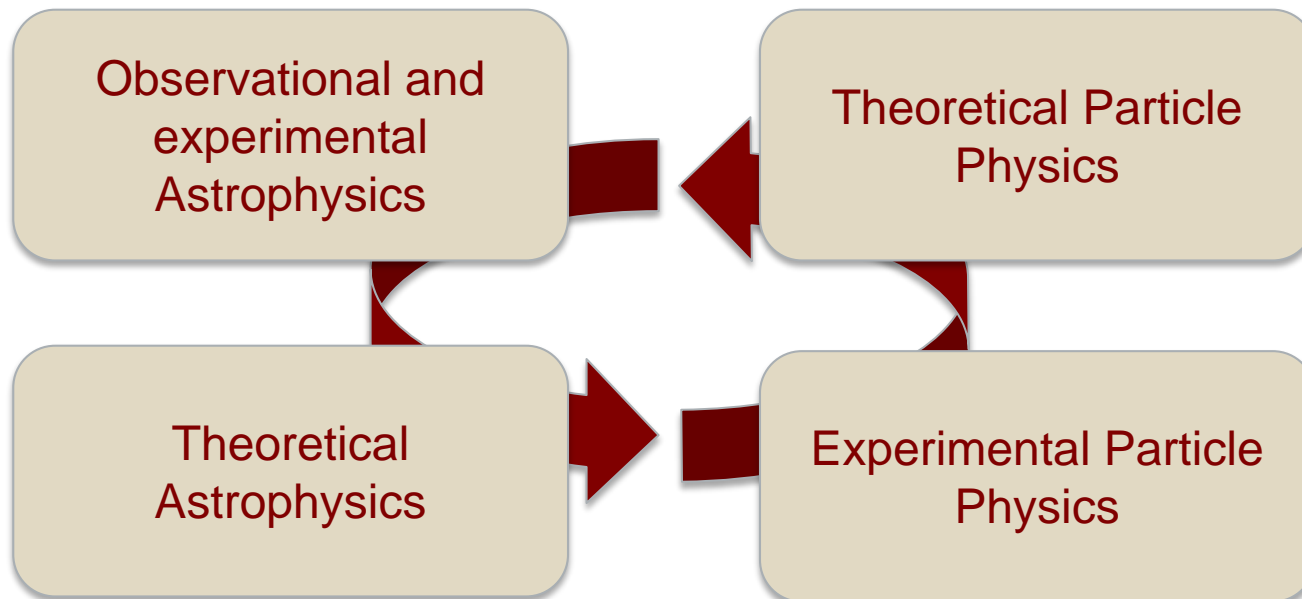 Observational and
experimental
Astrophysics
Theoretical Particle
Physics
Theoretical
Astrophysics
Experimental Particle
Physics